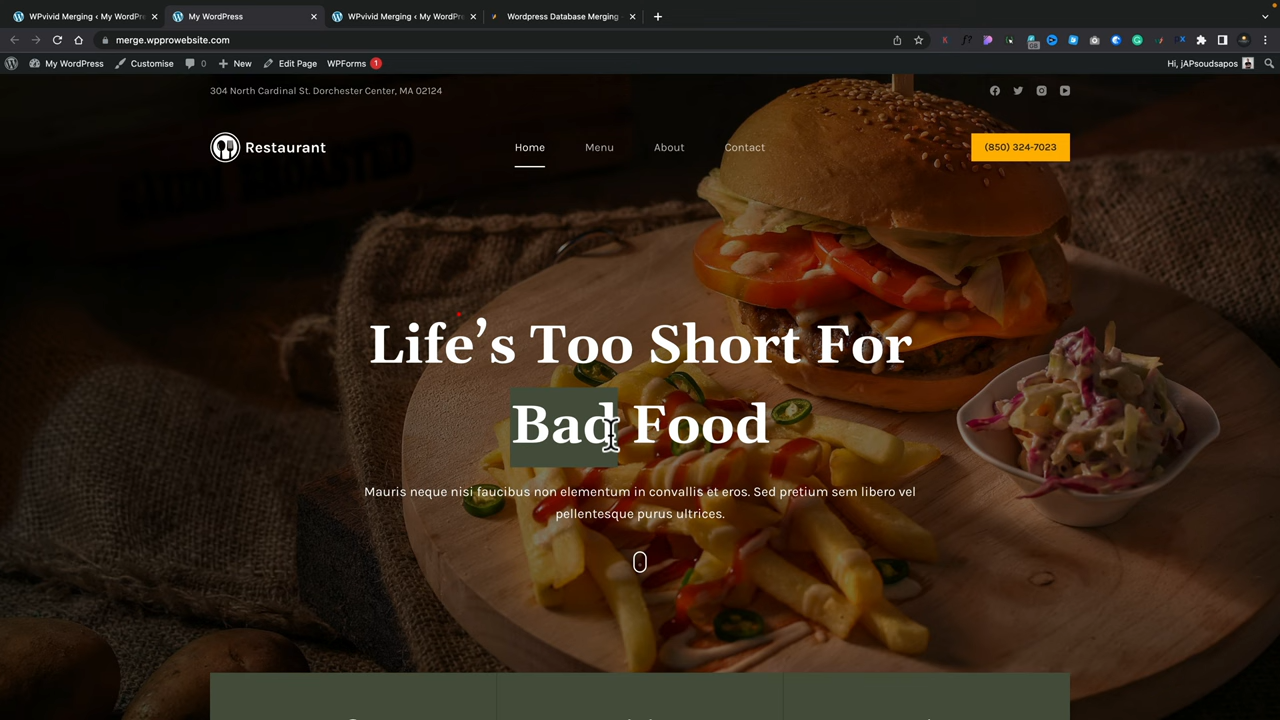 WPvivid Merging ‹ My WordPr
My WordPress
WPvivid Merging ‹ My WordPr
Wordpress Database Merging
merge.wpprowebsite.com
My WordPress
Customise
0
New
Edit Page
WPForms
1
Hi, jAPsoudsapos
304 North Cardinal St. Dorchester Center, MA 02124
Restaurant
Home
Menu
About
Contact
(850) 324-7023
Life’s Too Short For
Bad Food
Mauris neque nisi faucibus non elementum in convallis et eros. Sed pretium sem libero vel
pellentesque purus ultrices.